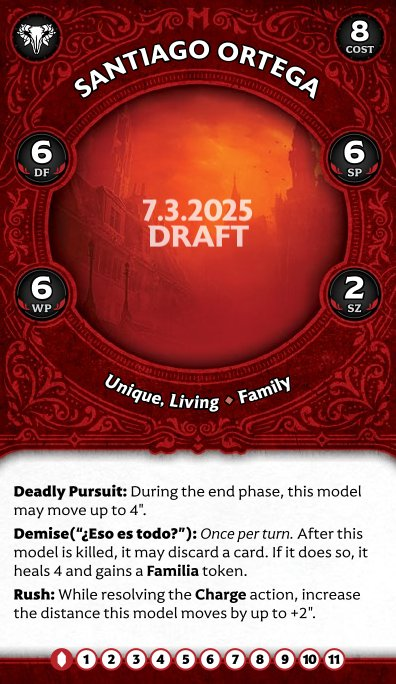 8
COST
SANTIAGO ORTEGA
6
DF
6
SP
7.3.2025
DRAFT
6
WP
2
SZ
Unique, Living ◆ Family
Deadly Pursuit: During the end phase, this model
may move up to 4".
Demise(“¿Eso es todo?”): Once per turn. After this
model is killed, it may discard a card. If it does so, it
heals 4 and gains a Familia token.
Rush: While resolving the Charge action, increase
the distance this model moves by up to +2".
1 2 3 4 5 6 7 8 9 10 11